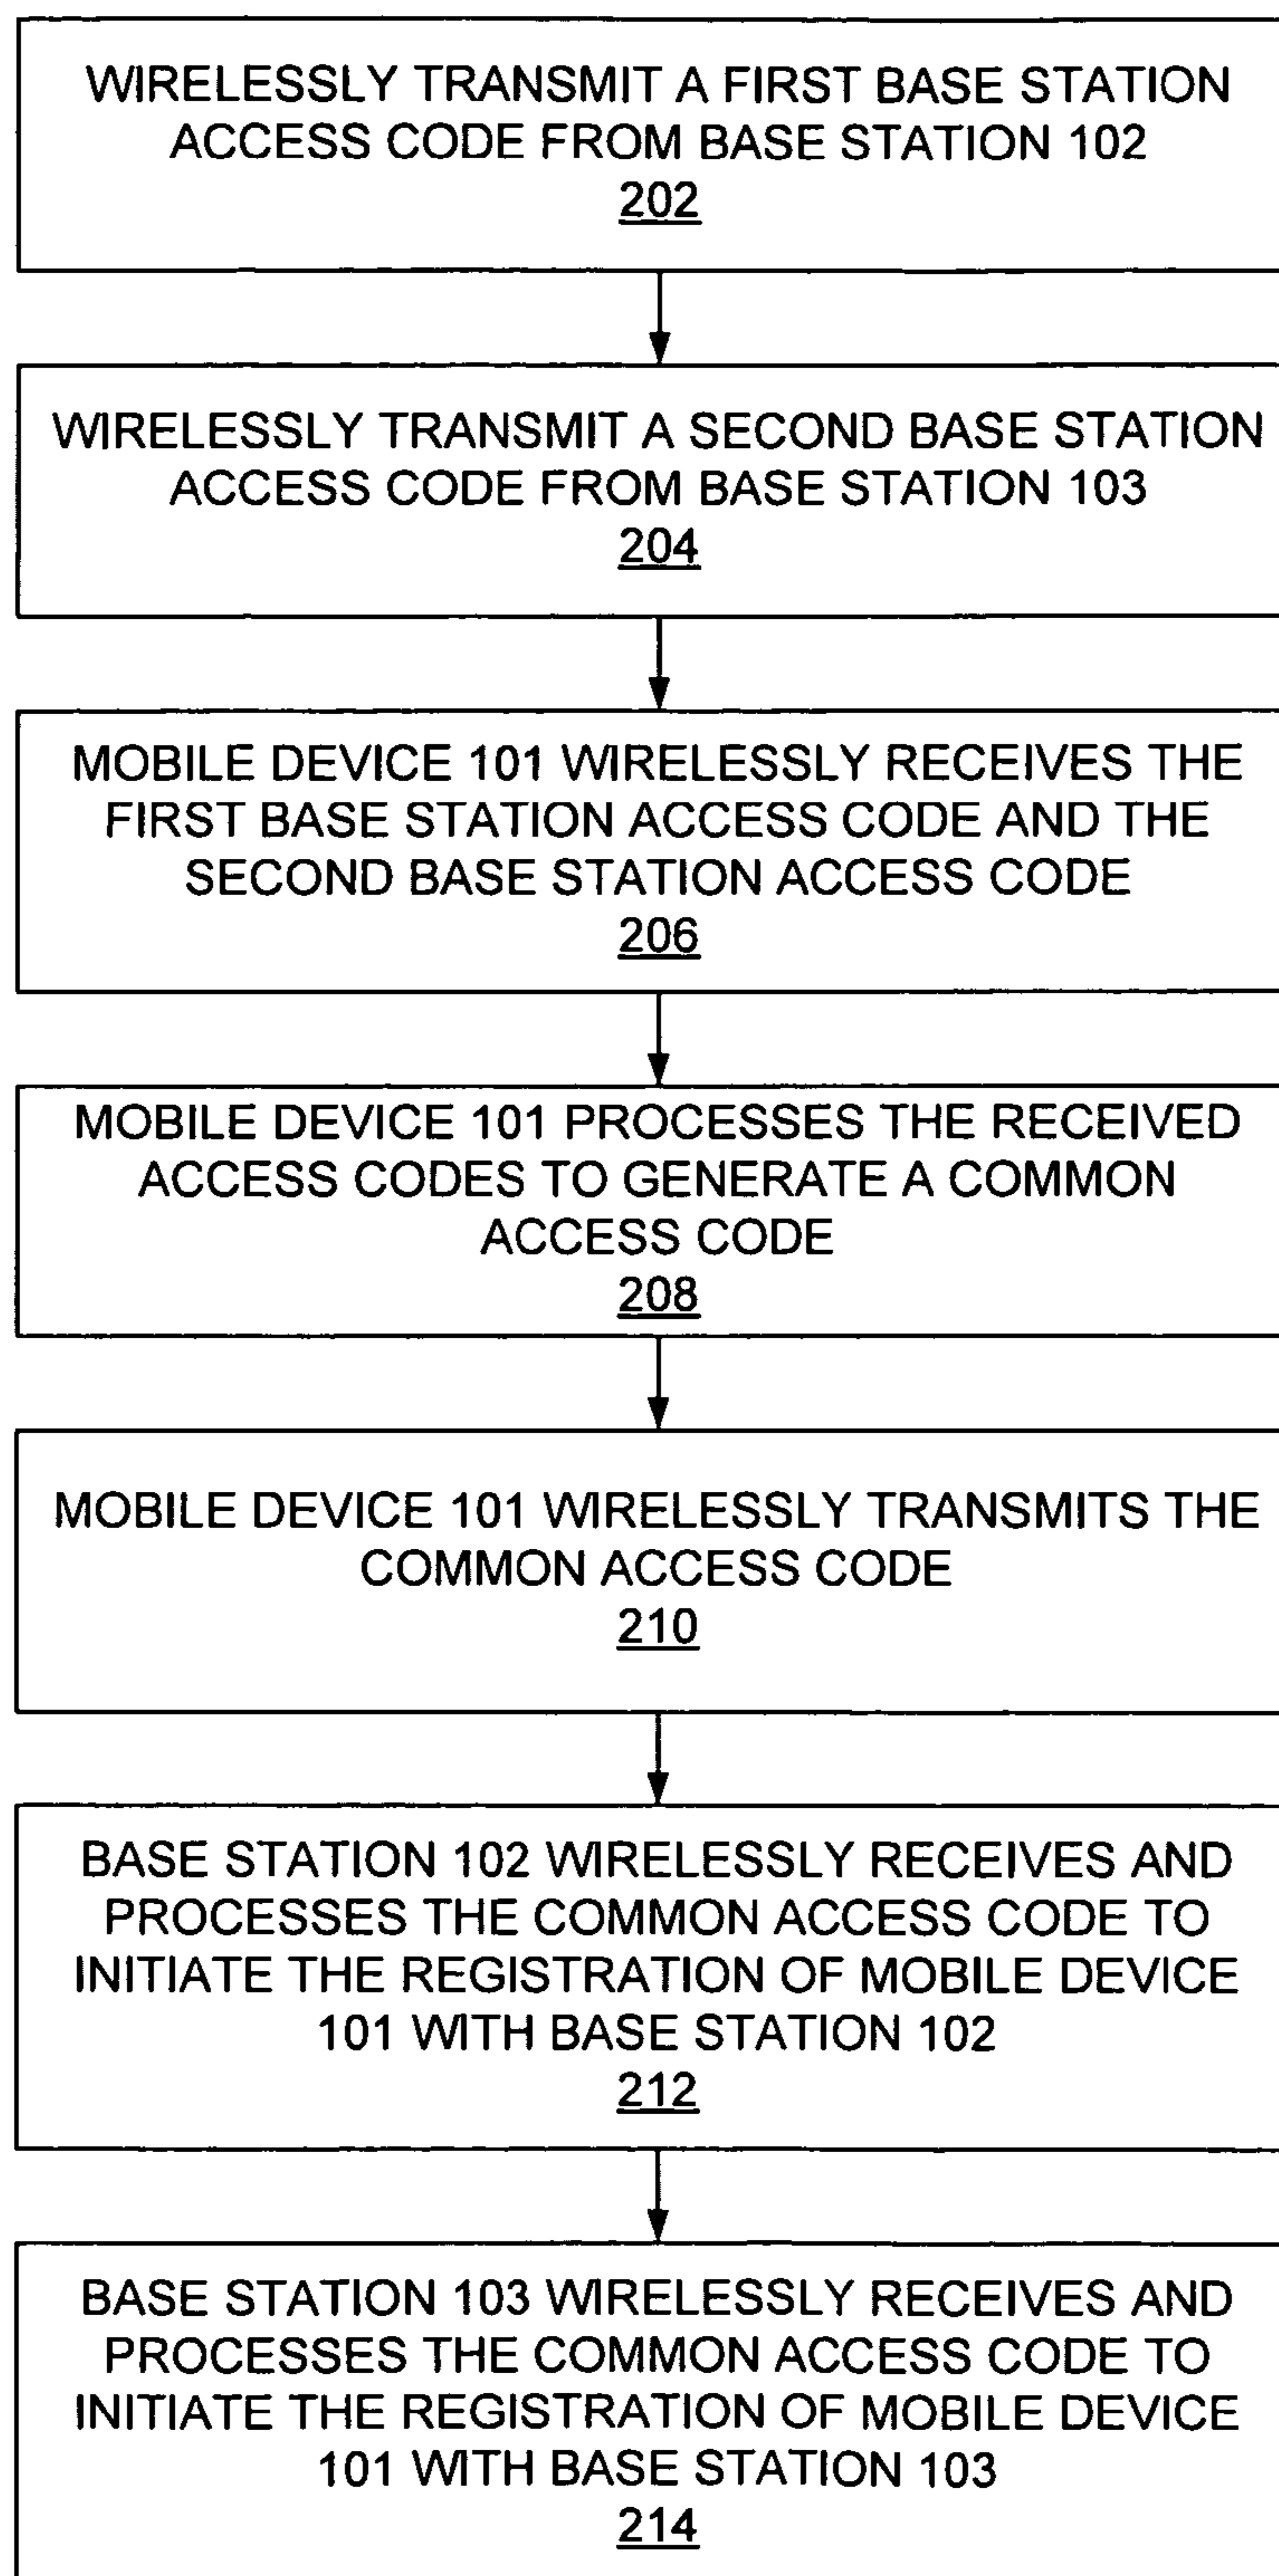 WIRELESSLY TRANSMIT A FIRST BASE STATION
ACCESS CODE FROM BASE STATION 102
202
WIRELESSLY TRANSMIT A SECOND BASE STATION
ACCESS CODE FROM BASE STATION 103
204
MOBILE DEVICE 101 WIRELESSLY RECEIVES THE
FIRST BASE STATION ACCESS CODE AND THE
SECOND BASE STATION ACCESS CODE
206
MOBILE DEVICE 101 PROCESSES THE RECEIVED
ACCESS CODES TO GENERATE A COMMON
ACCESS CODE
208
MOBILE DEVICE 101 WIRELESSLY TRANSMITS THE
COMMON ACCESS CODE
210
BASE STATION 102 WIRELESSLY RECEIVES AND
PROCESSES THE COMMON ACCESS CODE TO
INITIATE THE REGISTRATION OF MOBILE DEVICE
101 WITH BASE STATION 102
212
BASE STATION 103 WIRELESSLY RECEIVES AND
PROCESSES THE COMMON ACCESS CODE TO
INITIATE THE REGISTRATION OF MOBILE DEVICE
101 WITH BASE STATION 103
214